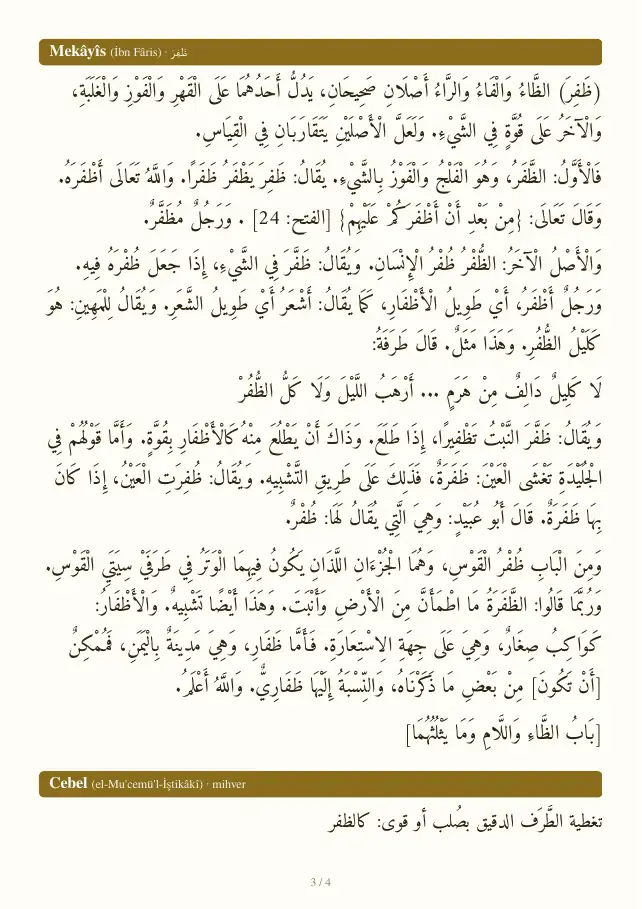 Mekâyîs (İbn Fâris) · ظَفِرَ
(ظَفِرَ) الظَّاءُ وَالْفَاءُ وَالرَّاءُ أَصْلَانِ صَحِيحَانِ، يَدُلُّ أَحَدُهُمَا عَلَى الْقَهْرِ وَالْفَوْزِ وَالْغَلَبَةِ،
وَالْآخَرُ عَلَى قُوَّةٍ فِي الشَّيْءِ. وَلَعَلَّ الْأَصْلَيْنِ يَتَقَارَبَانِ فِي الْقِيَاسِ.
فَالْأَوَّلُ: الظَّفَرُ، وَهُوَ الْفَلْجُ وَالْفَوْزُ بِالشَّيْءِ. يُقَالُ: ظَفِرَ يَظْفَرُ ظَفَرًا. وَاللَّهُ تَعَالَى أَظْفَرَهُ.
وَقَالَ تَعَالَى: {مِنْ بَعْدِ أَنْ أَظْفَرَكُمْ عَلَيْهِمْ} [الفتح: 24] . وَرَجُلٌ مُظَفَّرٌ.
وَالْأَصْلُ الْآخَرُ: الظُّفْرُ ظُفْرُ الْإِنْسَانِ. وَيُقَالُ: ظَفَّرَ فِي الشَّيْءِ، إِذَا جَعَلَ ظُفْرَهُ فِيهِ.
وَرَجُلٌ أَظْفَرُ، أَيْ طَوِيلُ الْأَظْفَارِ، كَمَا يُقَالُ: أَشْعَرُ أَيْ طَوِيلُ الشَّعَرِ. وَيُقَالُ لِلْمَهِينِ: هُوَ
كَلَيْلُ الظُّفُرِ. وَهَذَا مَثَلٌ. قَالَ طَرَفَةُ:
لَا كَلِيلٌ دَالِفٌ مِنْ هَرَمٍ ... أَرْهَبُ اللَّيْلَ وَلَا كَلُّ الظُّفُرْ
وَيُقَالُ: ظَفَّرَ النَّبْتُ تَظْفِيرًا، إِذَا طَلَعَ. وَذَاكَ أَنْ يَطْلُعَ مِنْهُ كَالْأَظْفَارِ بِقُوَّةٍ. وَأَمَّا قَوْلُهُمْ فِي
الْجُلَيْدَةِ تَغْشَى الْعَيْنَ: ظَفَرَةٌ، فَذَلِكَ عَلَى طَرِيقِ التَّشْبِيهِ. وَيُقَالُ: ظُفِرَتِ الْعَيْنُ، إِذَا كَانَ
بِهَا ظَفَرَةٌ. قَالَ أَبُو عُبَيْدٍ: وَهِيَ الَّتِي يُقَالُ لَهَا: ظُفْرٌ.
وَمِنَ الْبَابِ ظُفْرُ الْقَوْسِ، وَهُمَا الْجُزْءَانِ اللَّذَانِ يَكُونُ فِيهِمَا الْوَتَرُ فِي طَرَفَيْ سِيَتَيِ الْقَوْسِ.
وَرُبَّمَا قَالُوا: الظَّفَرَةُ مَا اطْمَأَنَّ مِنَ الْأَرْضِ وَأَنْبَتَ. وَهَذَا أَيْضًا تَشْبِيهٌ. وَالْأَظْفَارُ:
كَوَاكِبُ صِغَارٌ، وَهِيَ عَلَى جِهَةِ الِاسْتِعَارَةِ. فَأَمَّا ظَفَارِ، وَهِيَ مَدِينَةٌ بِالْيَمَنِ، فَمُمْكِنٌ
[أَنْ تَكُونَ] مِنْ بَعْضِ مَا ذَكَرْنَاهُ، وَالنِّسْبَةُ إِلَيْهَا ظَفَارِيٌّ. وَاللَّهُ أَعْلَمُ.
[بَابُ الظَّاءِ وَاللَّامِ وَمَا يَثْلُثُهُمَا]
Cebel (el-Mu'cemü'l-İştikâkî) · mihver
تغطية الطَّرَف الدقيق بصُلب أو قوى: كالظفر
3 / 4